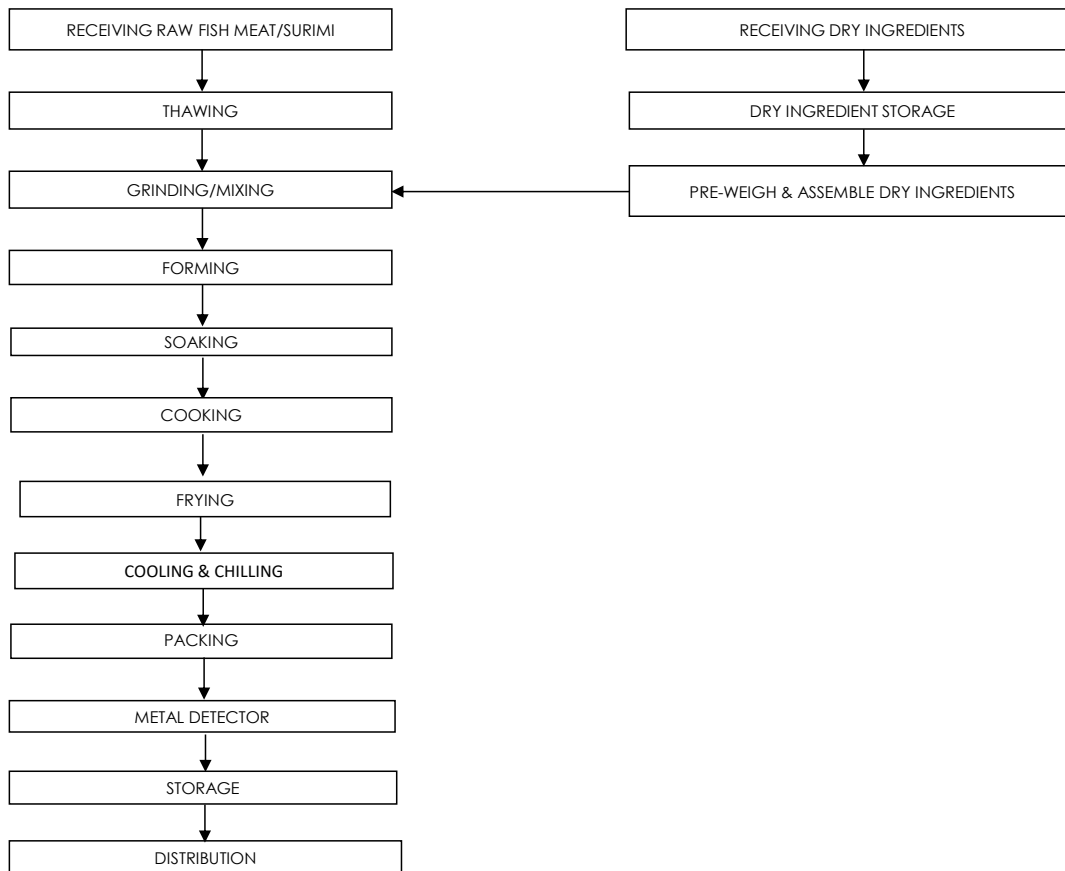 RECEIVING RAW FISH MEAT/SURIMI
RECEIVING DRY INGREDIENTS
THAWING
DRY INGREDIENT STORAGE
GRINDING/MIXING
PRE-WEIGH & ASSEMBLE DRY INGREDIENTS
FORMING
SOAKING
COOKING
FRYING
COOLING & CHILLING
PACKING
METAL DETECTOR
STORAGE
DISTRIBUTION